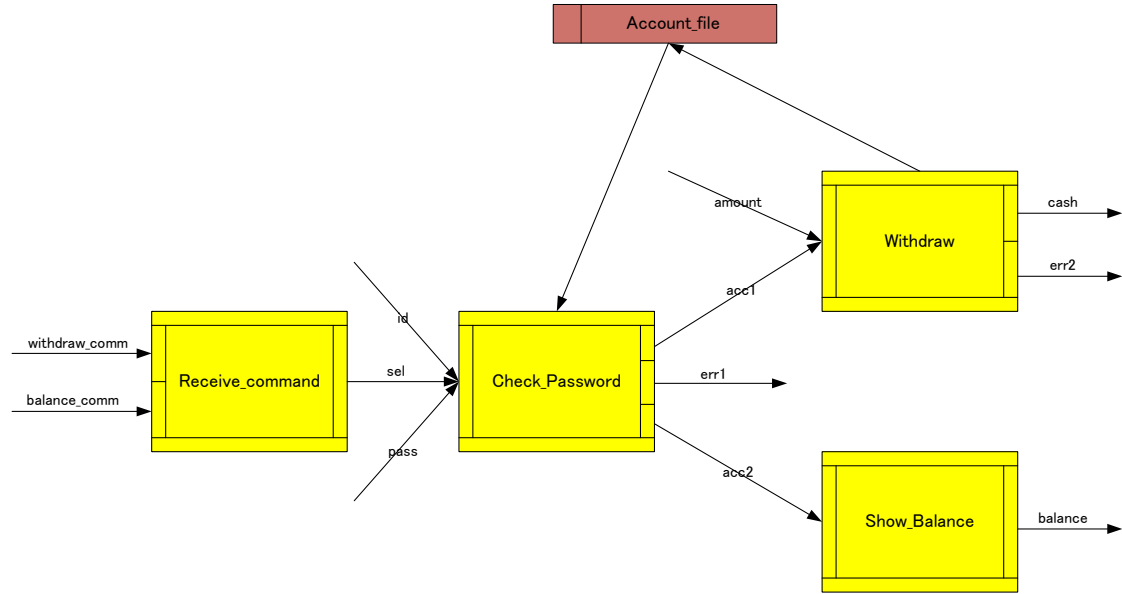 Account_file
amount
Withdraw
cash
err2
acc1
id
withdraw_comm
balance_comm
Receive_command
sel
pass
Check_Password
err1
acc2
Show_Balance
balance